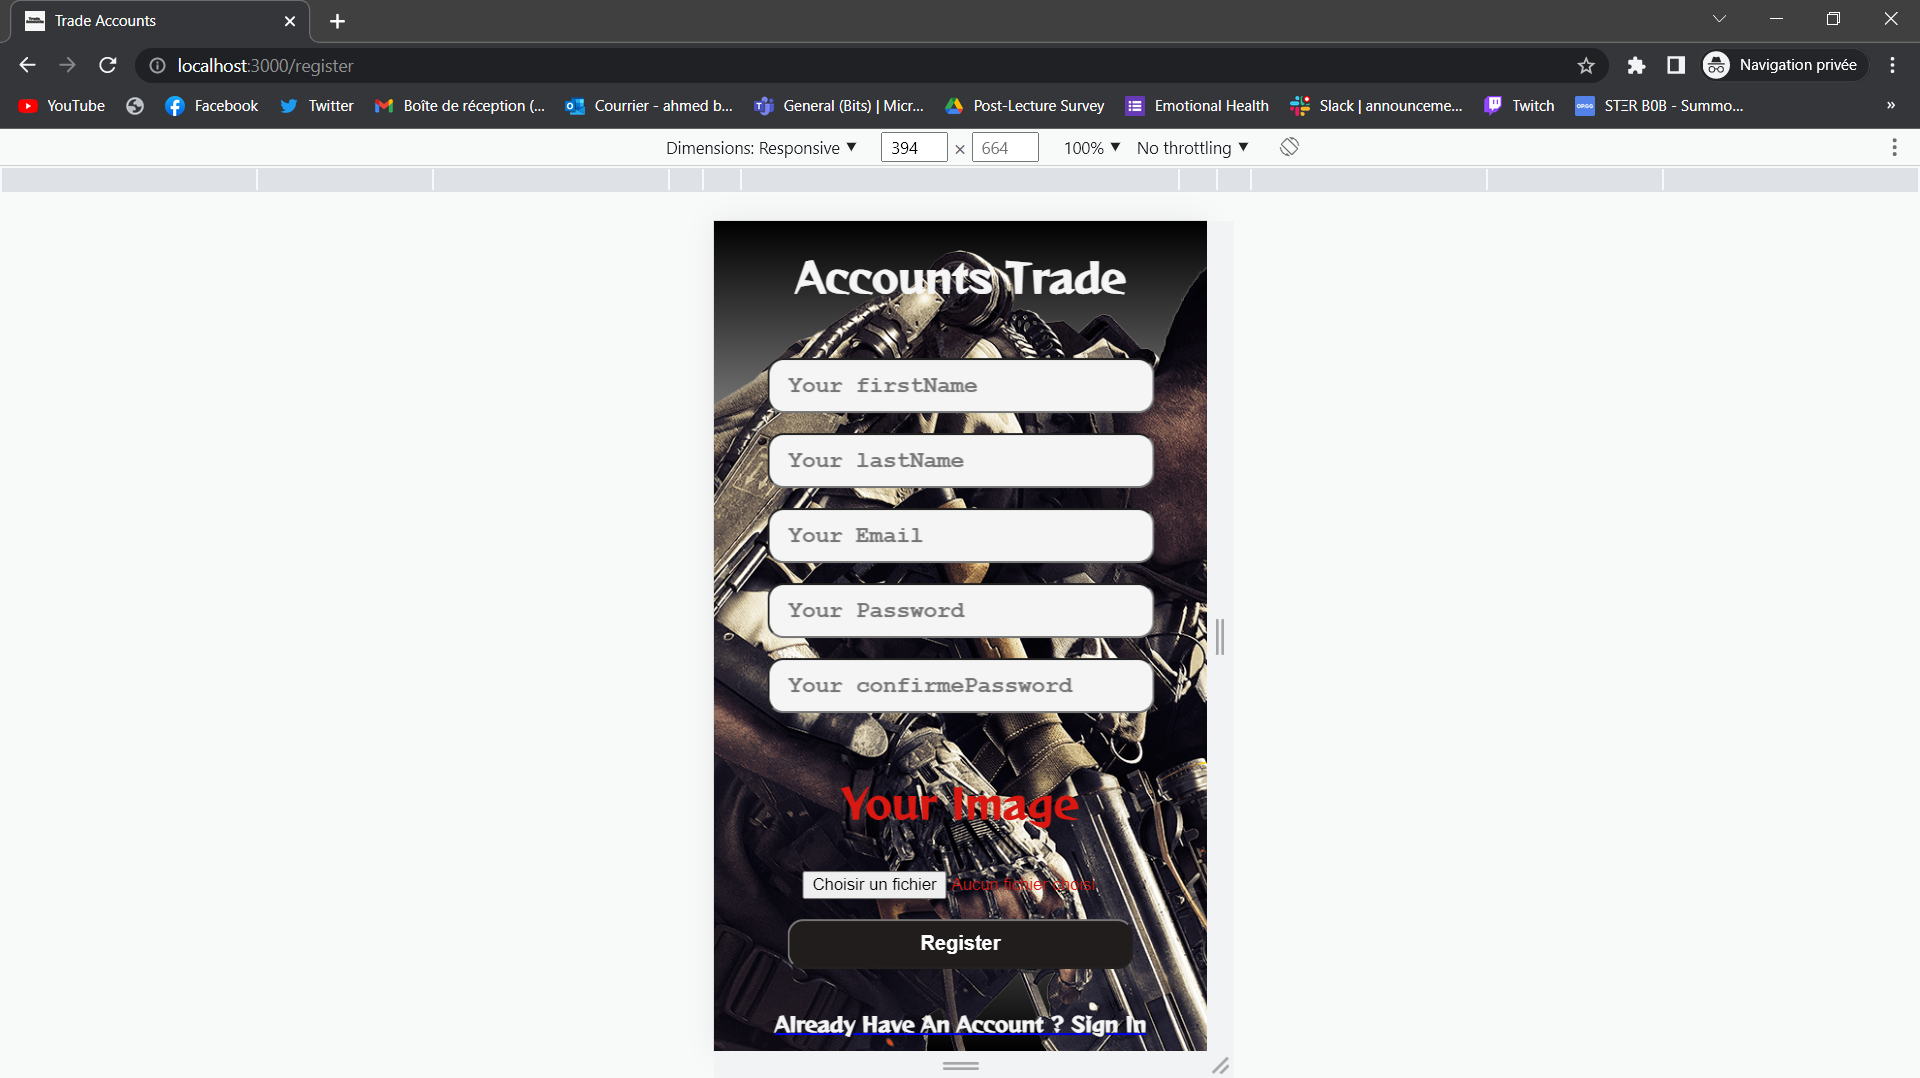 Trade Accounts
localhost:3000/register
Navigation privée
YouTube
Facebook
Twitter
Boîte de réception (...
Courrier - ahmed b...
General (Bits) | Micr...
Post-Lecture Survey
Emotional Health
Slack | announceme...
Twitch
OP.GG
STΞR B0B - Summo...
»
Dimensions: Responsive ▼ 394 × 664 100% ▼ No throttling ▼
Accounts Trade
Your firstName
Your lastName
Your Email
Your Password
Your confirmePassword
Your Image
Choisir un fichier Aucun fichier choisi
Register
Already Have An Account ? Sign In